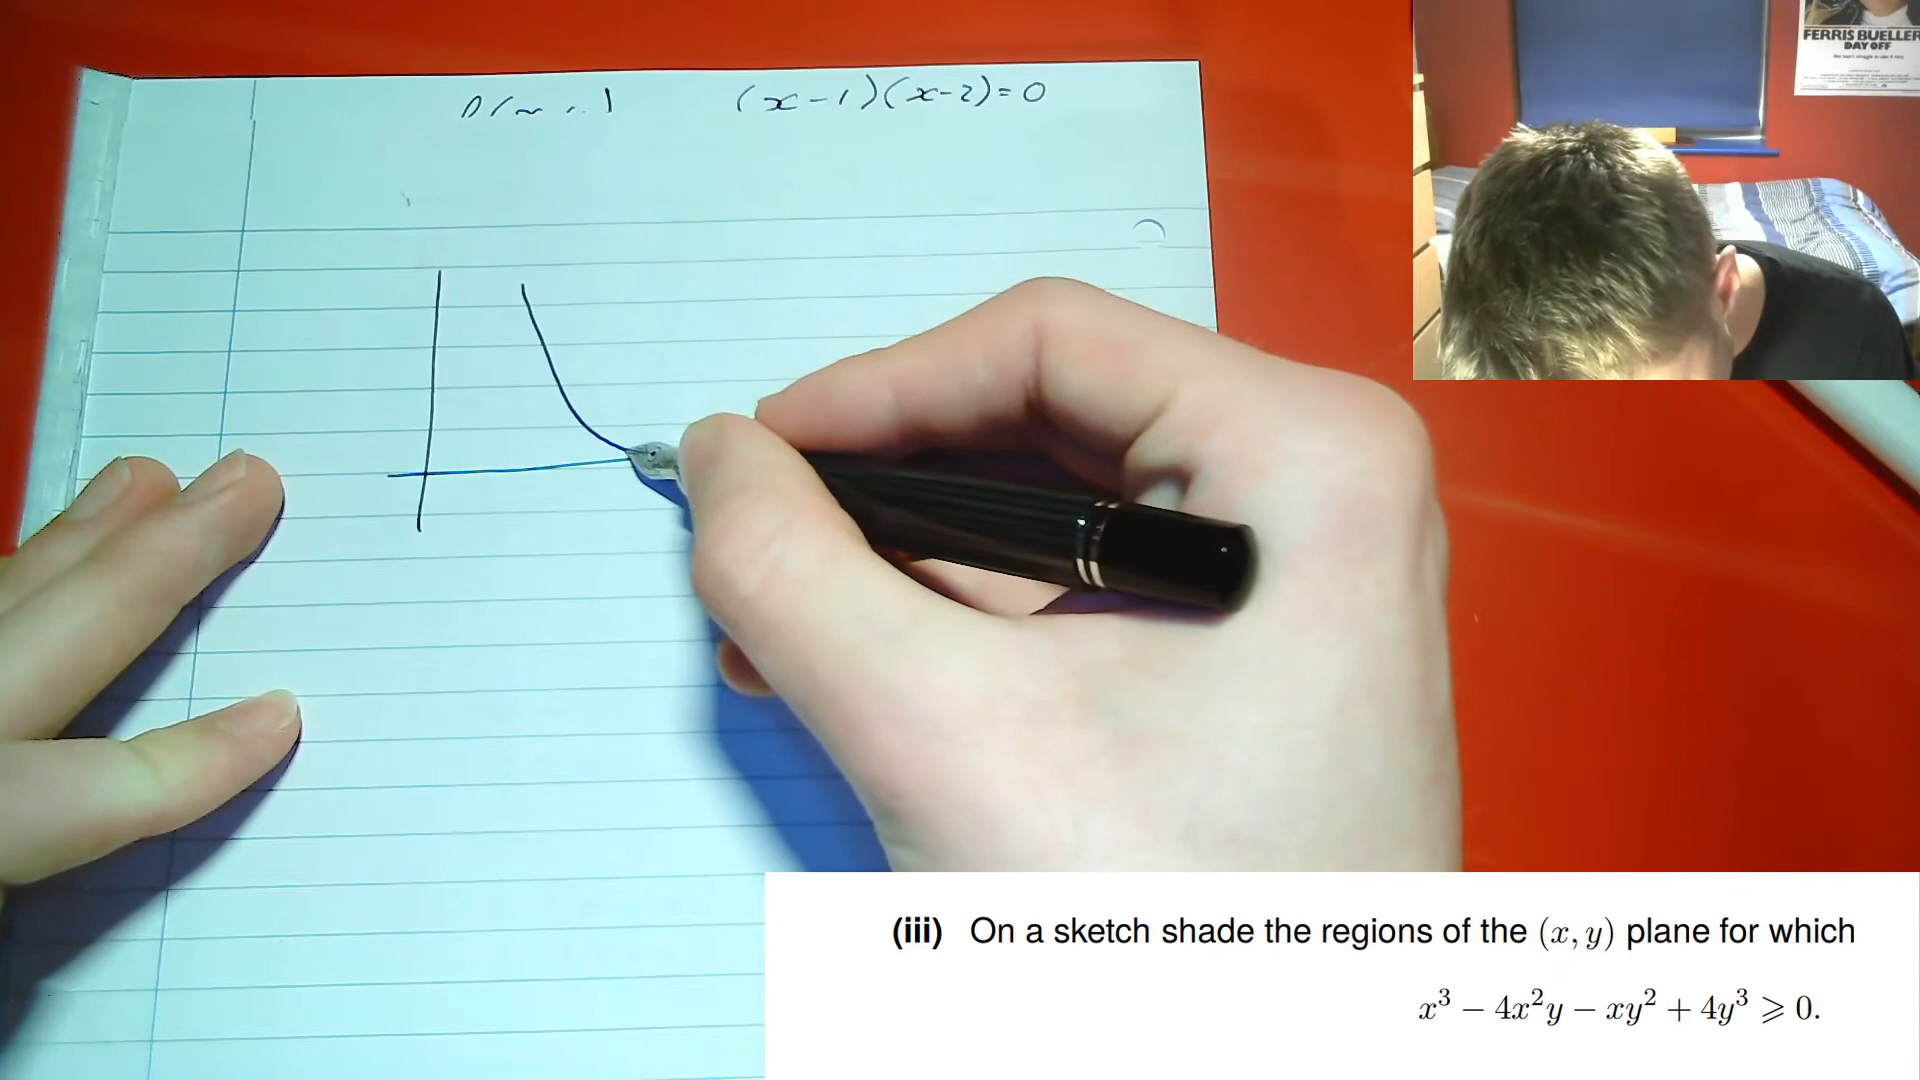 (x-1)(x-2)=0
FERRIS BUELLER
DAY OFF
(iii) On a sketch shade the regions of the (x, y) plane for which
x³ − 4x²y − xy² + 4y³ ⩾ 0.